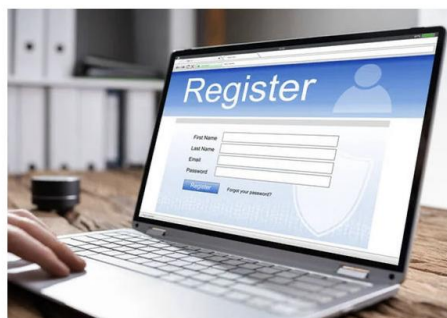 Register
First Name
Last Name
Email
Password
Register Forgot your password?